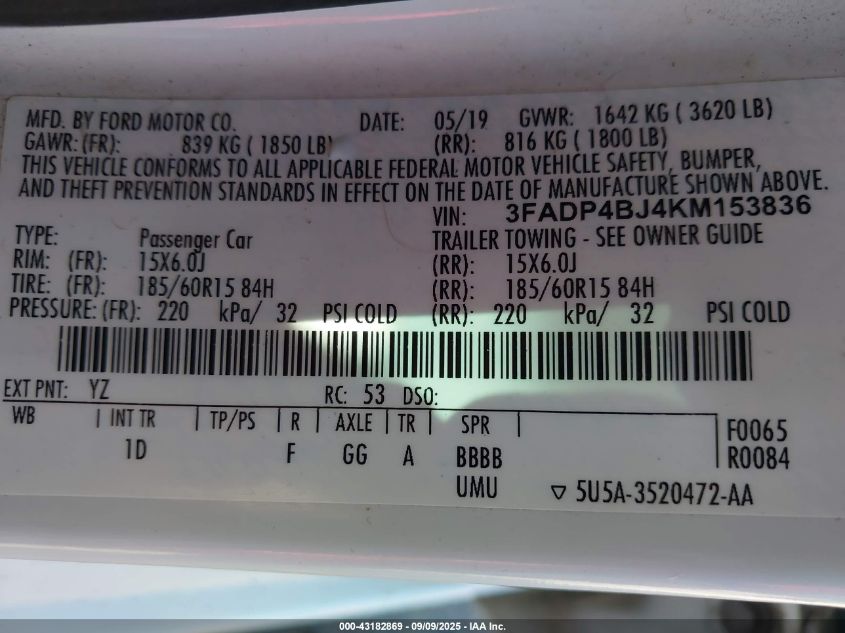 MFD. BY FORD MOTOR CO. DATE: 05/19 GVWR: 1642 KG ( 3620 LB)
GAWR: (FR): 839 KG ( 1850 LB) (RR): 816 KG ( 1800 LB)
THIS VEHICLE CONFORMS TO ALL APPLICABLE FEDERAL MOTOR VEHICLE SAFETY, BUMPER,
AND THEFT PREVENTION STANDARDS IN EFFECT ON THE DATE OF MANUFACTURE SHOWN ABOVE.
VIN: 3FADP4BJ4KM153836
TYPE: Passenger Car TRAILER TOWING - SEE OWNER GUIDE
RIM: (FR): 15X6.0J (RR): 15X6.0J
TIRE: (FR): 185/60R15 84H (RR): 185/60R15 84H
PRESSURE: (FR): 220 kPa/ 32 PSI COLD (RR): 220 kPa/ 32 PSI COLD
EXT PNT: YZ RC: 53 DSO:
WB | INT TR | TP/PS | R | AXLE | TR | SPR | F0065
1D F GG A BBBB R0084
UMU ▽ 5U5A-3520472-AA
000-43182869 - 09/09/2025 - IAA Inc.